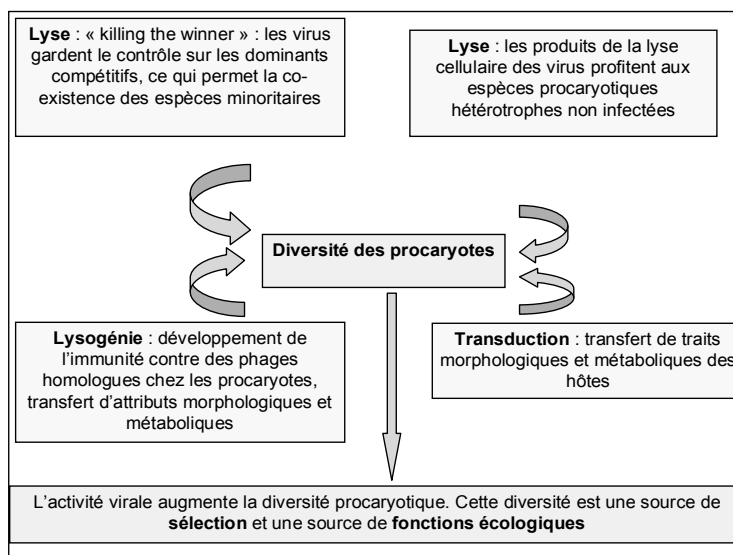 Lyse : « killing the winner » : les virus
gardent le contrôle sur les dominants
compétitifs, ce qui permet la co-
existence des espèces minoritaires
Lyse : les produits de la lyse
cellulaire des virus profitent aux
espèces procaryotiques
hétérotrophes non infectées
Diversité des procaryotes
Lysogénie : développement de
l'immunité contre des phages
homologues chez les procaryotes,
transfert d'attributs morphologiques et
métaboliques
Transduction : transfert de traits
morphologiques et métaboliques des
hôtes
L'activité virale augmente la diversité procaryotique. Cette diversité est une source de
sélection et une source de fonctions écologiques